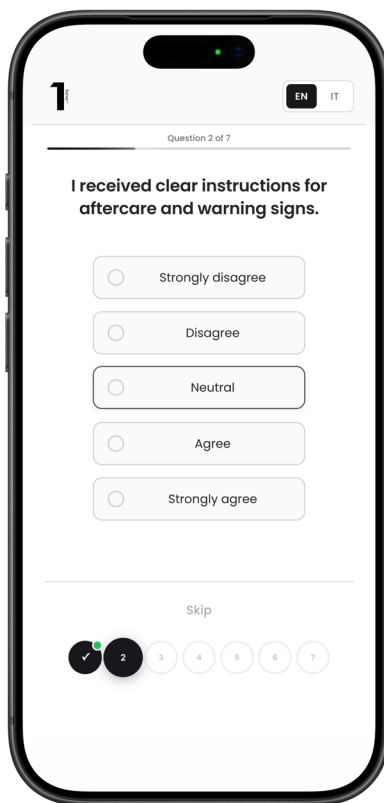 1
EN IT
Question 2 of 7
I received clear instructions for
aftercare and warning signs.
Strongly disagree
Disagree
Neutral
Agree
Strongly agree
Skip
✓ 2 3 4 5 6 7